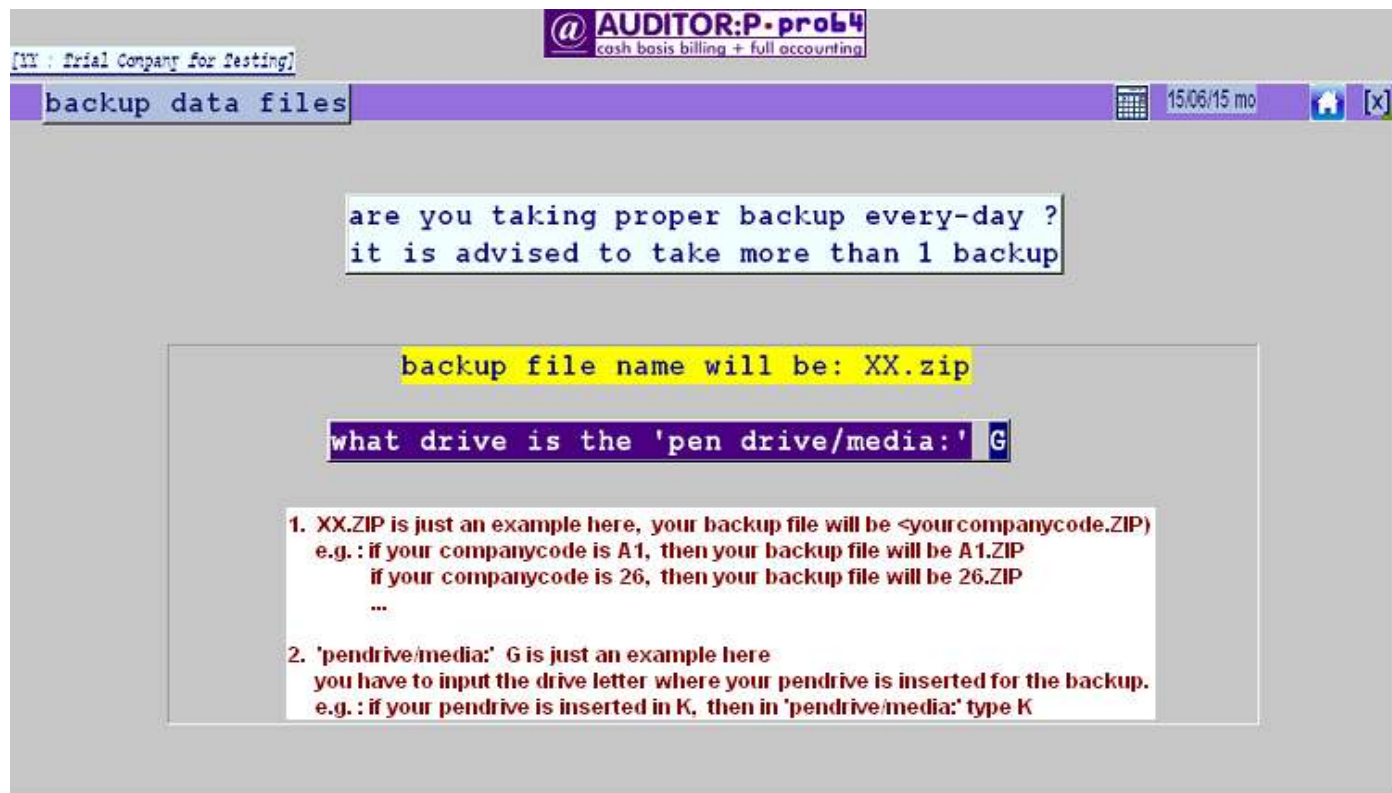 @ AUDITOR:P-pro64
cash basis billing + full accounting
[XX : Trial Company for Testing]
backup data files
15/06/15 mo
[x]
are you taking proper backup every-day ?
it is advised to take more than 1 backup
backup file name will be: XX.zip
what drive is the 'pen drive/media:' G
1. XX.ZIP is just an example here, your backup file will be <yourcompanycode.ZIP)
e.g. : if your companycode is A1, then your backup file will be A1.ZIP
if your companycode is 26, then your backup file will be 26.ZIP
...
2. 'pendrive/media:' G is just an example here
you have to input the drive letter where your pendrive is inserted for the backup.
e.g. : if your pendrive is inserted in K, then in 'pendrive/media:' type K